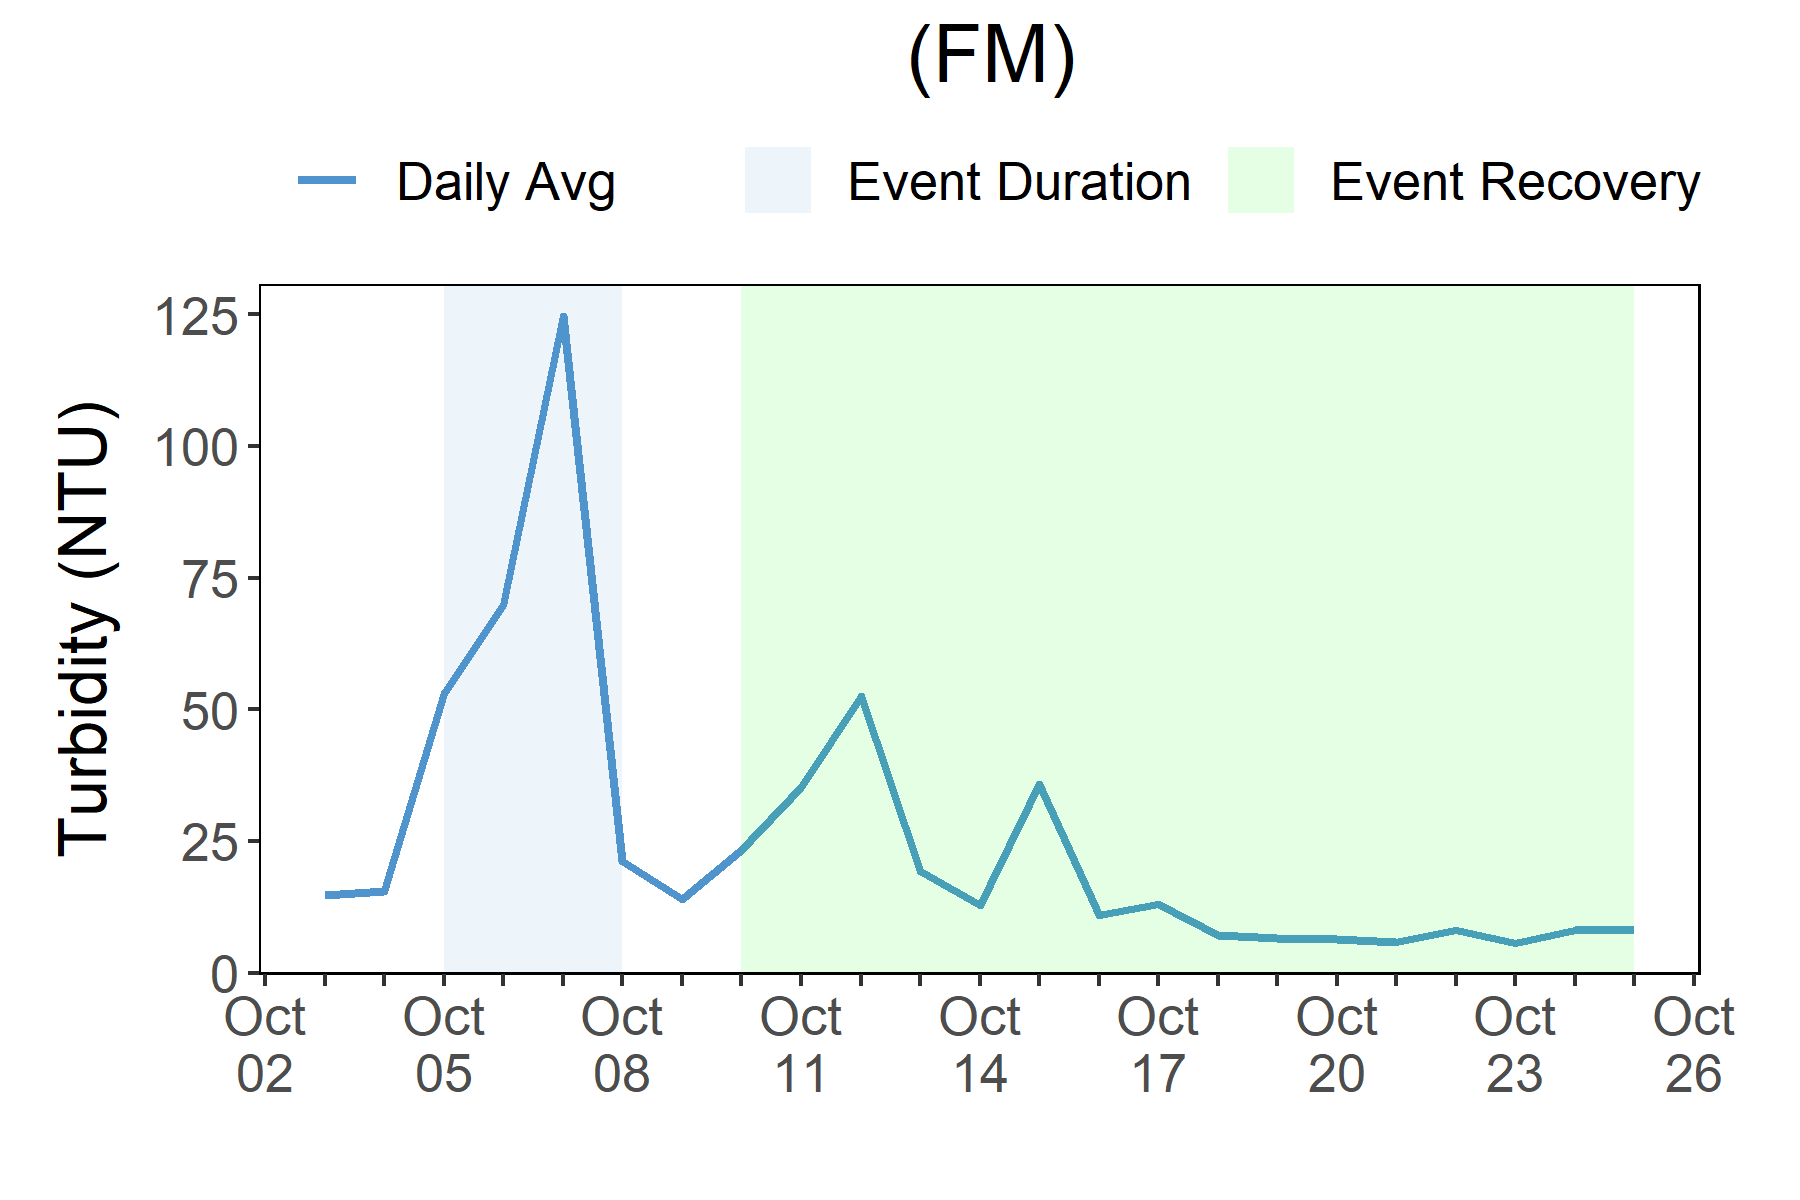 (FM)
Daily Avg Event Duration Event Recovery
Turbidity (NTU)
125
100
75
50
25
0
Oct Oct Oct Oct Oct Oct Oct Oct Oct
02 05 08 11 14 17 20 23 26